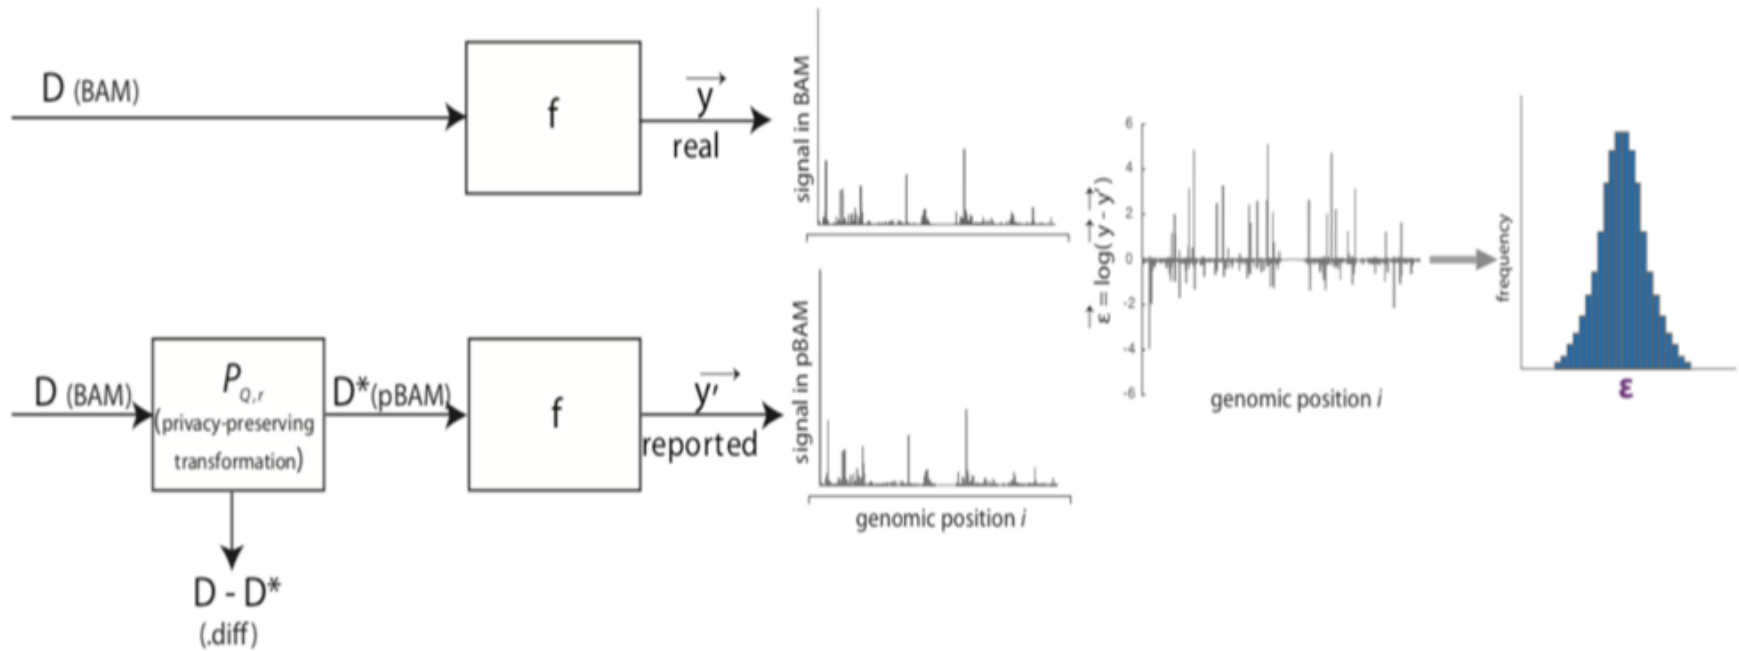 D (BAM)
f
y
real
signal in BAM
D (BAM)
P Q,r
(privacy-preserving
transformation)
D*(pBAM)
f
y'
reported
signal in pBAM
genomic position i
D - D*
(.diff)
ε = log( y - y')
6
4
2
0
-2
-4
-6
genomic position i
frequency
ε